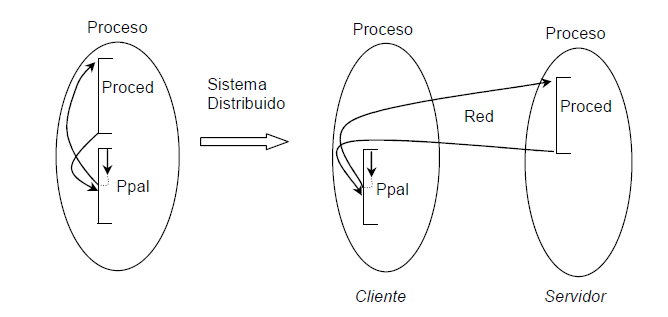 Proceso
Proced
Ppal
Sistema
Distribuido
Proceso
Ppal
Cliente
Red
Proceso
Proced
Servidor